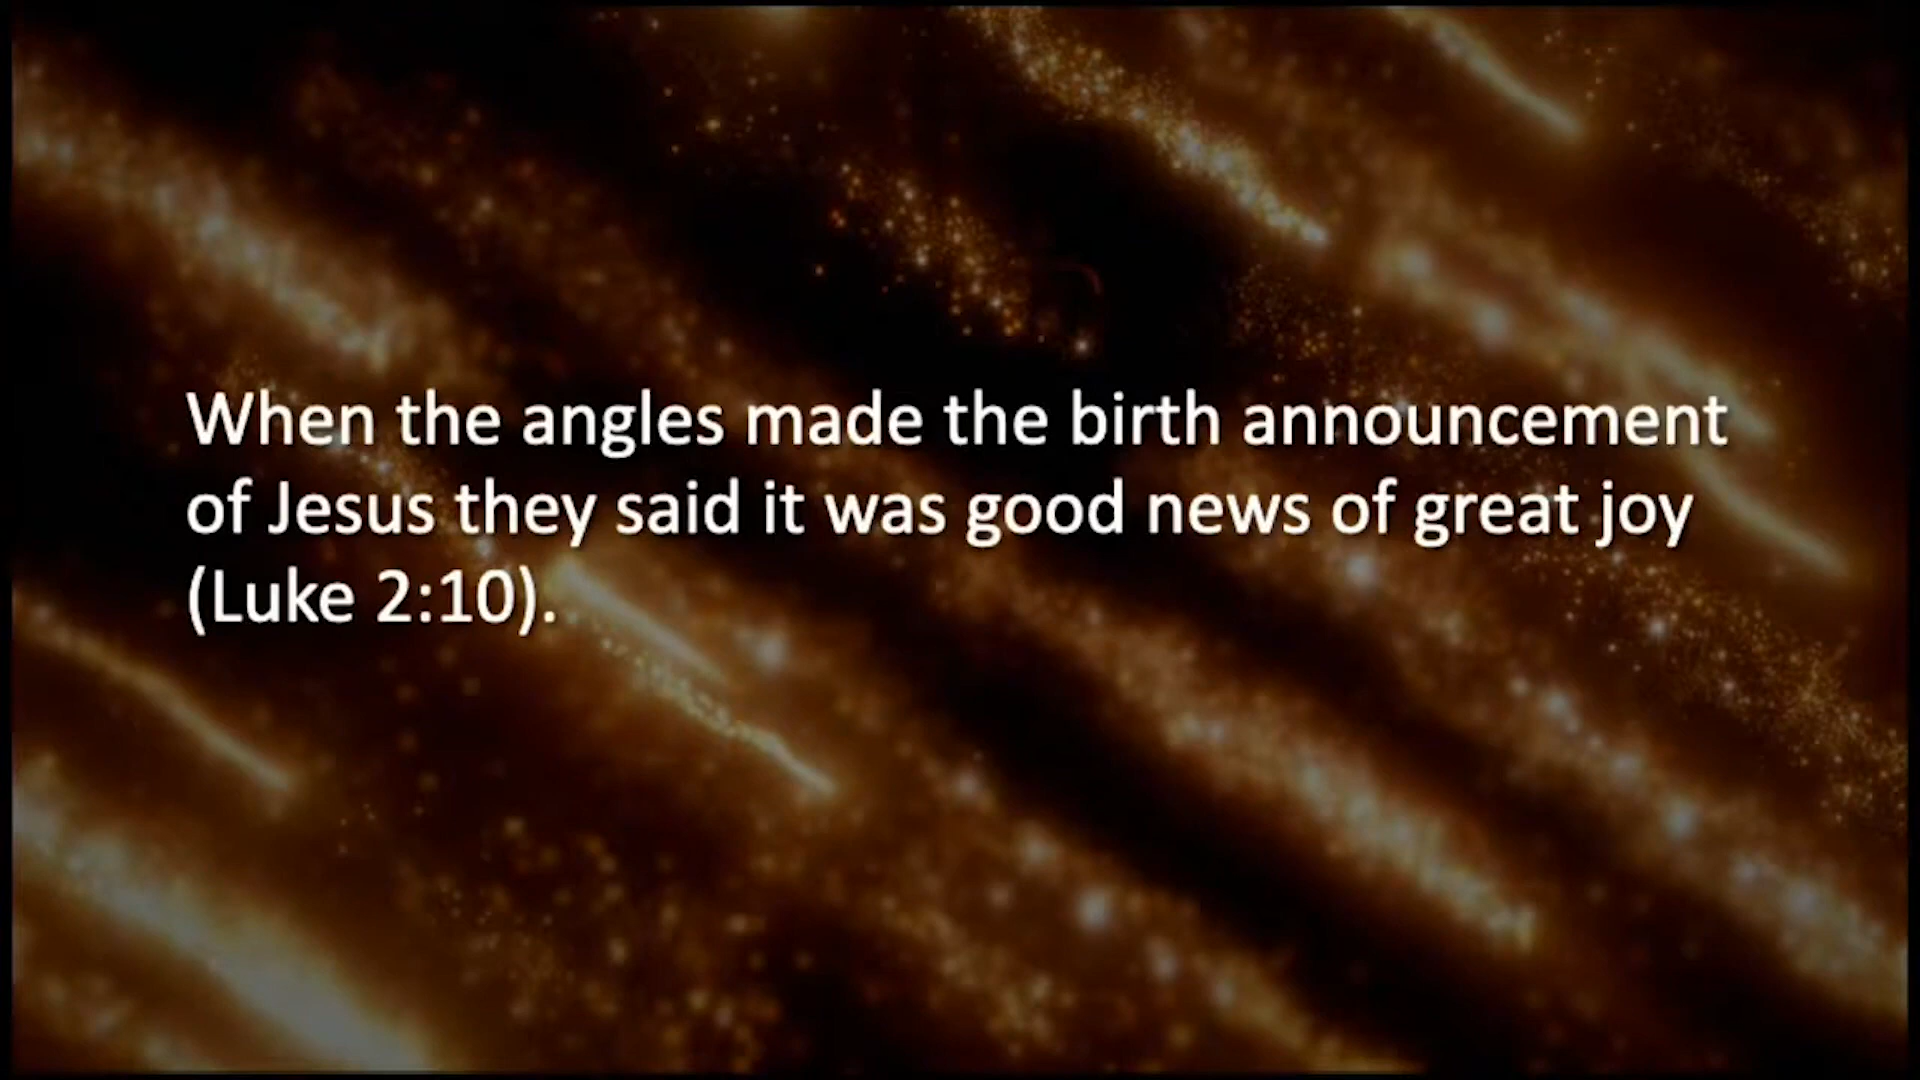 When the angles made the birth announcement
of Jesus they said it was good news of great joy
(Luke 2:10).